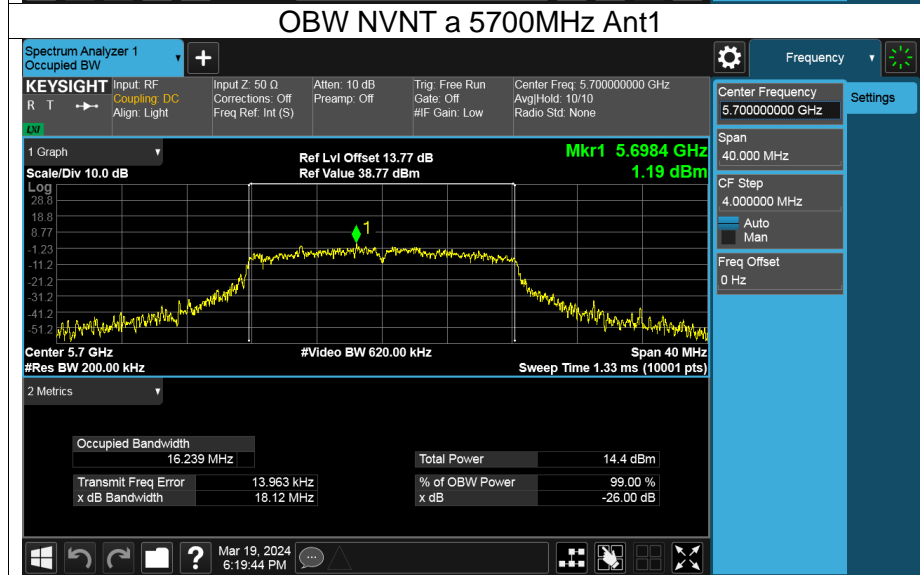 OBW NVNT a 5700MHz Ant1
Spectrum Analyzer 1
Occupied BW
+
Frequency
KEYSIGHT
R T
LXI
Input: RF
Coupling: DC
Align: Light
Input Z: 50 Ω
Corrections: Off
Freq Ref: Int (S)
Atten: 10 dB
Preamp: Off
Trig: Free Run
Gate: Off
#IF Gain: Low
Center Freq: 5.700000000 GHz
Avg|Hold: 10/10
Radio Std: None
Center Frequency
5.700000000 GHz
Settings
Span
40.000 MHz
CF Step
4.000000 MHz
Auto
Man
Freq Offset
0 Hz
1 Graph
Scale/Div 10.0 dB
Ref Lvl Offset 13.77 dB
Ref Value 38.77 dBm
Mkr1 5.6984 GHz
1.19 dBm
Log
28.8
18.8
8.77
-1.23
-11.2
-21.2
-31.2
-41.2
-51.2
1
Center 5.7 GHz
#Res BW 200.00 kHz
#Video BW 620.00 kHz
Span 40 MHz
Sweep Time 1.33 ms (10001 pts)
2 Metrics
Occupied Bandwidth
16.239 MHz
Total Power 14.4 dBm
Transmit Freq Error 13.963 kHz
% of OBW Power 99.00 %
x dB Bandwidth 18.12 MHz
x dB -26.00 dB
?
Mar 19, 2024
6:19:44 PM